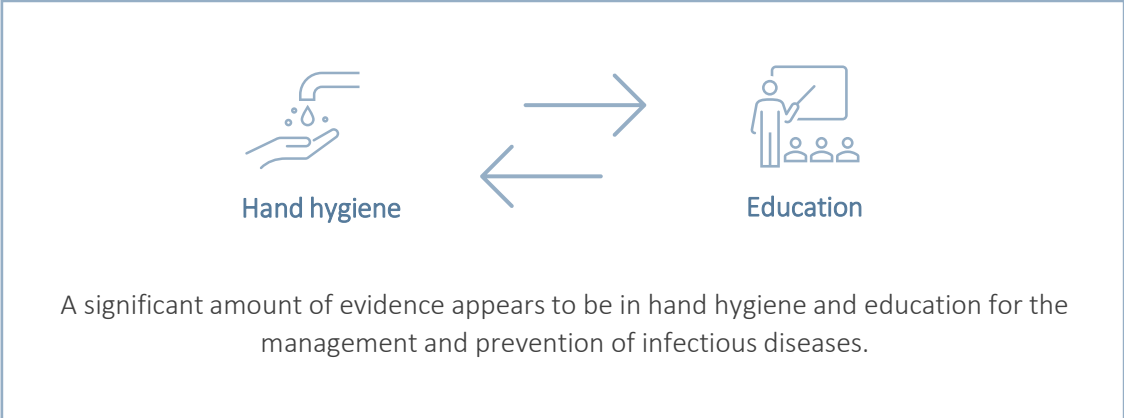 Hand hygiene
Education
A significant amount of evidence appears to be in hand hygiene and education for the
management and prevention of infectious diseases.